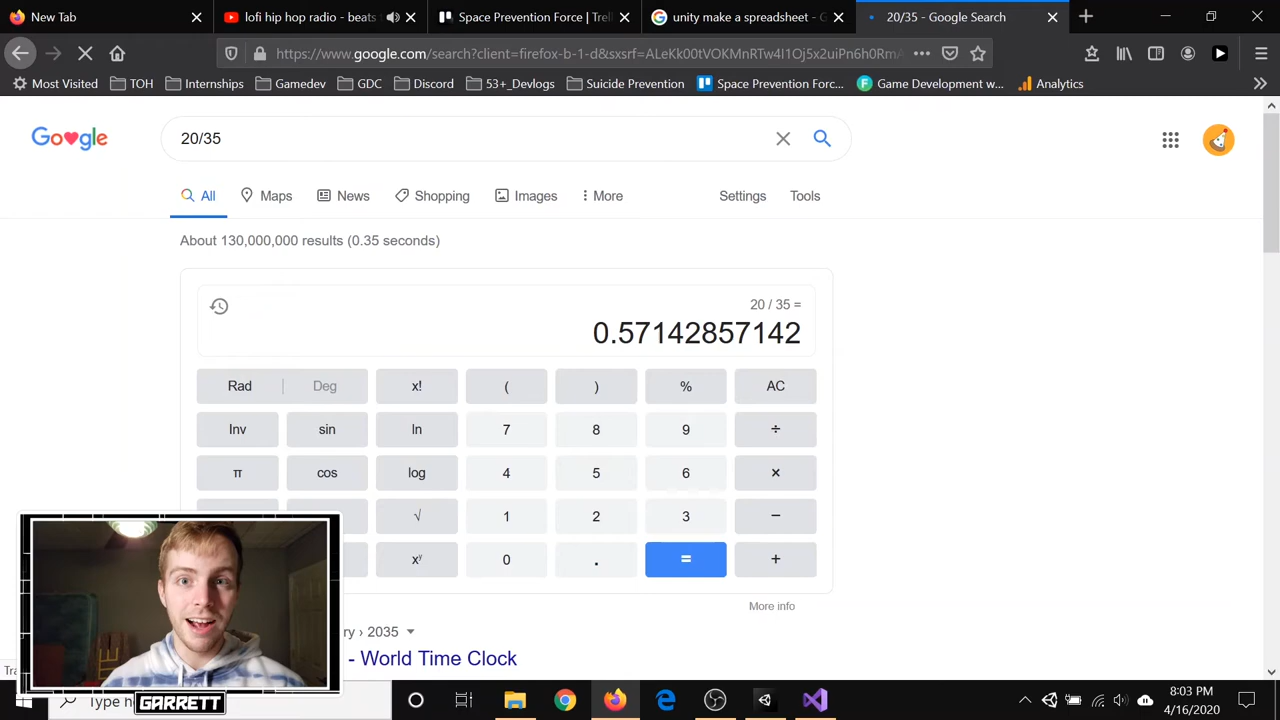 New Tab
lofi hip hop radio - beats
Space Prevention Force | Trell
unity make a spreadsheet - G
20/35 - Google Search
https://www.google.com/search?client=firefox-b-1-d&sxsrf=ALeKk00tVOKMnRTw4I1Oj5x2uiPn6h0RmA
Most Visited
TOH
Internships
Gamedev
GDC
Discord
53+_Devlogs
Suicide Prevention
Space Prevention Forc...
Game Development w...
Analytics
Google
20/35
All
Maps
News
Shopping
Images
More
Settings
Tools
About 130,000,000 results (0.35 seconds)
20 / 35 =
0.57142857142
Rad
Deg
x!
(
)
%
AC
Inv
sin
ln
7
8
9
÷
π
cos
log
4
5
6
×
√
1
2
3
−
xʸ
0
.
=
+
More info
ry › 2035
- World Time Clock
Tra
Type h
GARRETT
8:03 PM
4/16/2020